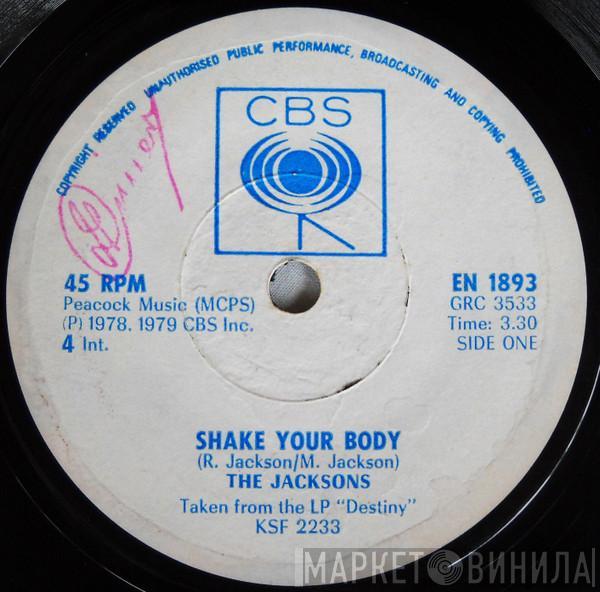 COPYRIGHT RESERVED UNAUTHORISED PUBLIC PERFORMANCE, BROADCASTING AND COPYING PROHIBITED
CBS
45 RPM
Peacock Music (MCPS)
(P) 1978. 1979 CBS Inc.
4 Int.
EN 1893
GRC 3533
Time: 3.30
SIDE ONE
SHAKE YOUR BODY
(R. Jackson/M. Jackson)
THE JACKSONS
Taken from the LP "Destiny"
KSF 2233
МАРКЕТ ВИНИЛА